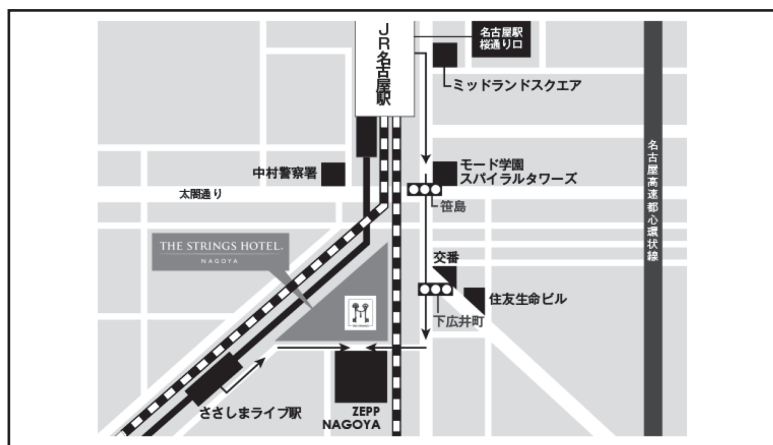 JR名古屋駅
名古屋駅
桜通り口
ミッドランドスクエア
中村警察署
モード学園
スパイラルタワーズ
太閤通り
笹島
名古屋高速都心環状線
THE STRINGS HOTEL
NAGOYA
交番
住友生命ビル
下広井町
ささしまライブ駅
ZEPP
NAGOYA